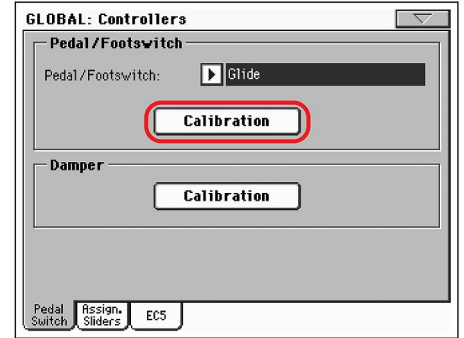 GLOBAL: Controllers
Pedal/Footswitch
Pedal/Footswitch: Glide
Calibration
Damper
Calibration
Pedal Switch
Assign. Sliders
EC5